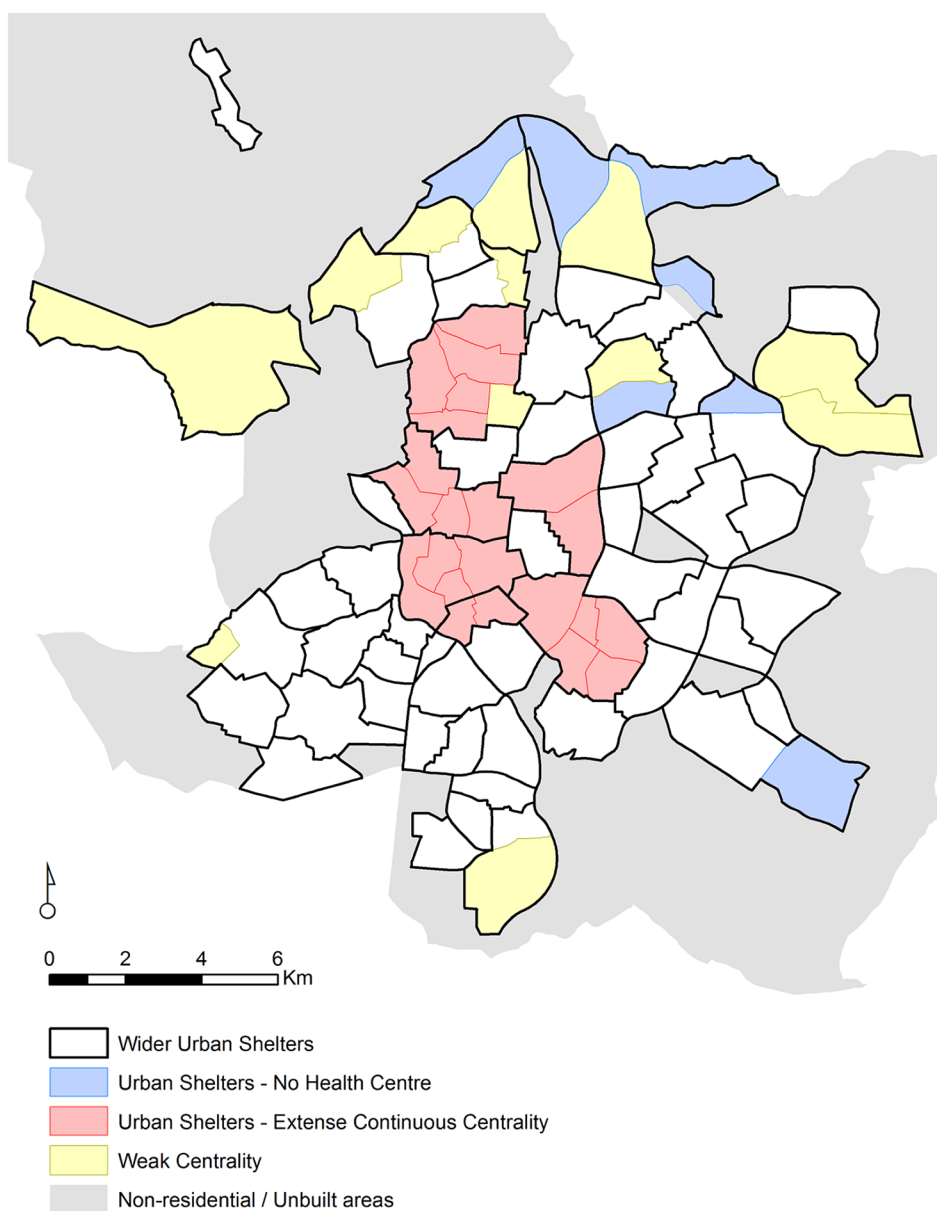 0 2 4 6
Km
Wider Urban Shelters
Urban Shelters - No Health Centre
Urban Shelters - Extense Continuous Centrality
Weak Centrality
Non-residential / Unbuilt areas